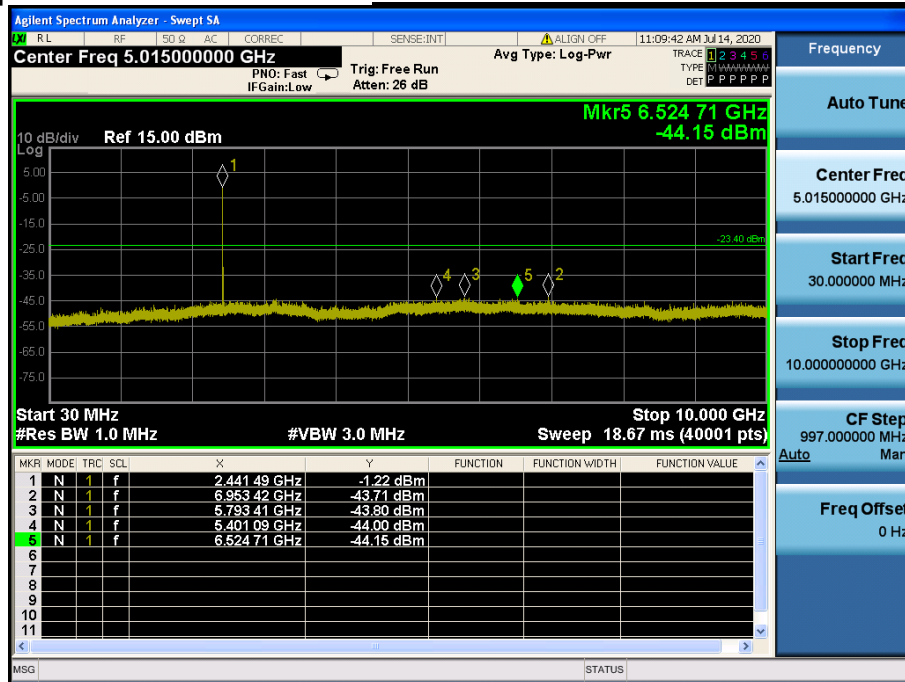 Agilent Spectrum Analyzer - Swept SA
LXI RL RF 50 Ω AC CORREC SENSE:INT ALIGN OFF 11:09:42 AM Jul 14, 2020
Center Freq 5.015000000 GHz
PNO: Fast
IFGain:Low
Trig: Free Run
Atten: 26 dB
Avg Type: Log-Pwr
TRACE 1 2 3 4 5 6
TYPE M W W W W W
DET P P P P P P
Mkr5 6.524 71 GHz
-44.15 dBm
10 dB/div Ref 15.00 dBm
Log
5.00
-5.00
-15.0
-25.0
-35.0
-45.0
-55.0
-65.0
-75.0
1
-23.40 dBm
4 3 5 2
Start 30 MHz Stop 10.000 GHz
#Res BW 1.0 MHz #VBW 3.0 MHz Sweep 18.67 ms (40001 pts)
MKR MODE TRC SCL X Y FUNCTION FUNCTION WIDTH FUNCTION VALUE
1 N 1 f 2.441 49 GHz -1.22 dBm
2 N 1 f 6.953 42 GHz -43.71 dBm
3 N 1 f 5.793 41 GHz -43.80 dBm
4 N 1 f 5.401 09 GHz -44.00 dBm
5 N 1 f 6.524 71 GHz -44.15 dBm
6
7
8
9
10
11
MSG STATUS
Frequency
Auto Tune
Center Freq
5.015000000 GHz
Start Freq
30.000000 MHz
Stop Freq
10.000000000 GHz
CF Step
997.000000 MHz
Auto Man
Freq Offset
0 Hz